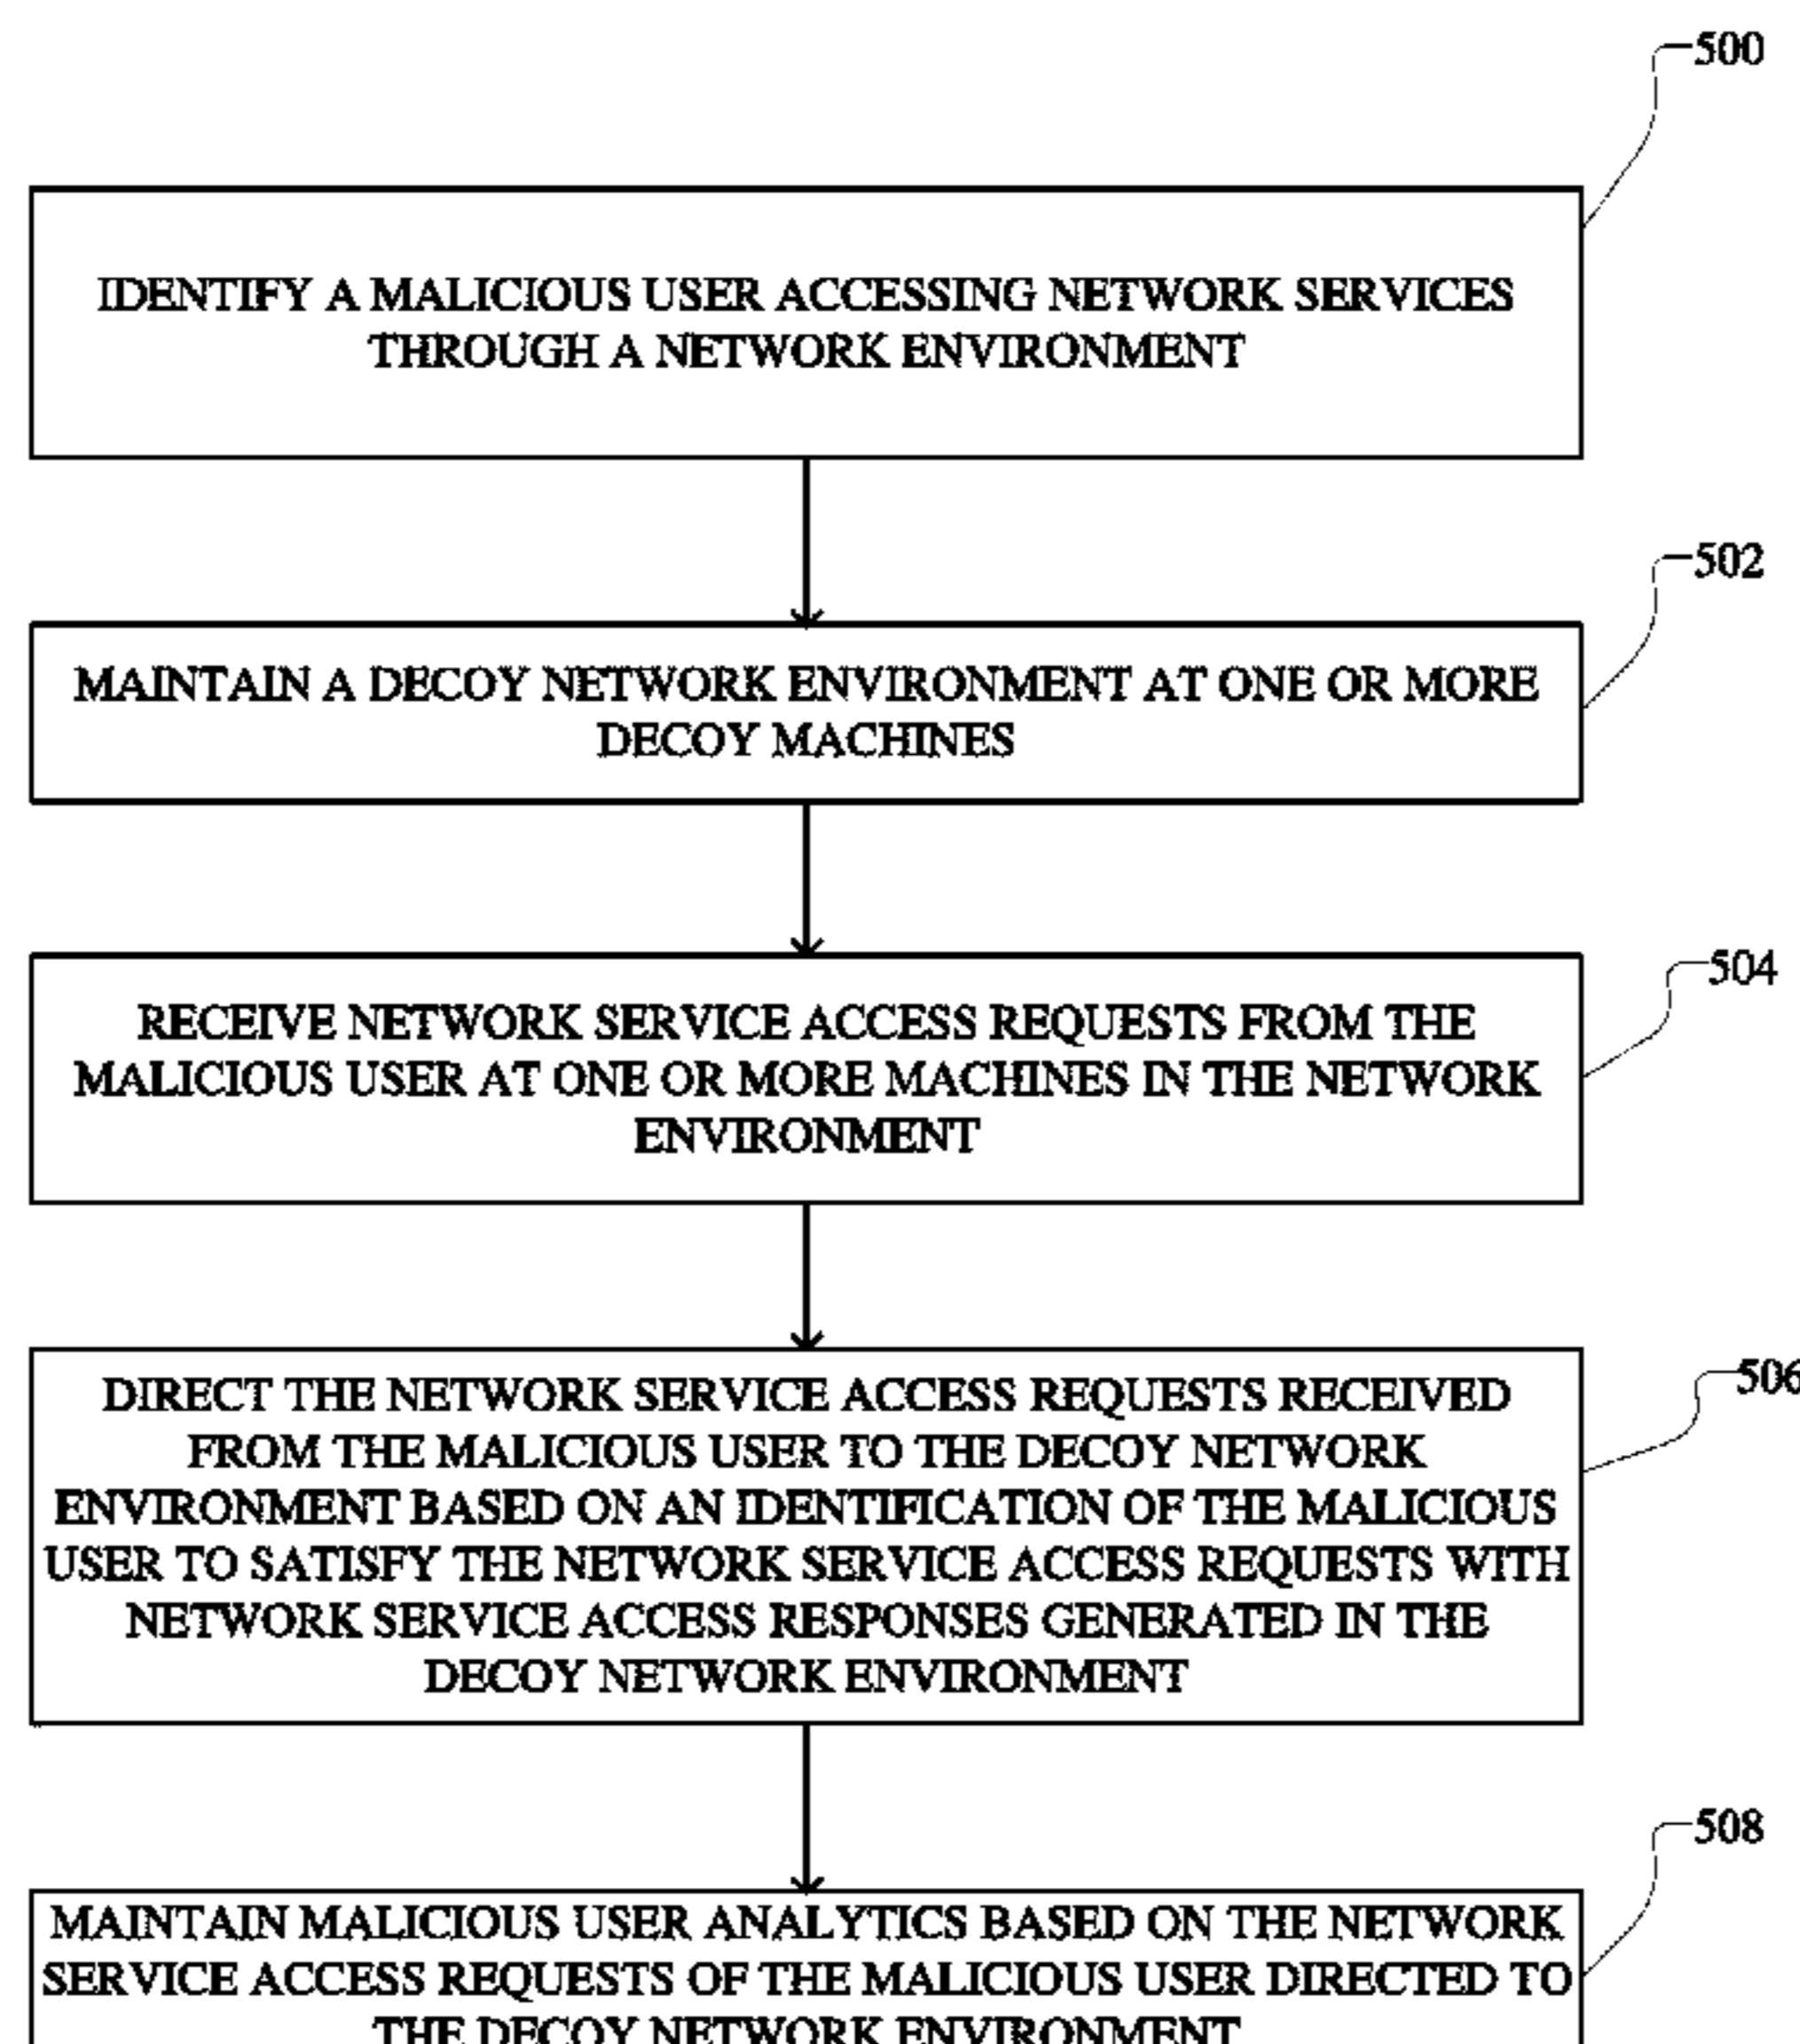 500
IDENTIFY A MALICIOUS USER ACCESSING NETWORK SERVICES
THROUGH A NETWORK ENVIRONMENT
502
MAINTAIN A DECOY NETWORK ENVIRONMENT AT ONE OR MORE
DECOY MACHINES
504
RECEIVE NETWORK SERVICE ACCESS REQUESTS FROM THE
MALICIOUS USER AT ONE OR MORE MACHINES IN THE NETWORK
ENVIRONMENT
506
DIRECT THE NETWORK SERVICE ACCESS REQUESTS RECEIVED
FROM THE MALICIOUS USER TO THE DECOY NETWORK
ENVIRONMENT BASED ON AN IDENTIFICATION OF THE MALICIOUS
USER TO SATISFY THE NETWORK SERVICE ACCESS REQUESTS WITH
NETWORK SERVICE ACCESS RESPONSES GENERATED IN THE
DECOY NETWORK ENVIRONMENT
508
MAINTAIN MALICIOUS USER ANALYTICS BASED ON THE NETWORK
SERVICE ACCESS REQUESTS OF THE MALICIOUS USER DIRECTED TO
THE DECOY NETWORK ENVIRONMENT